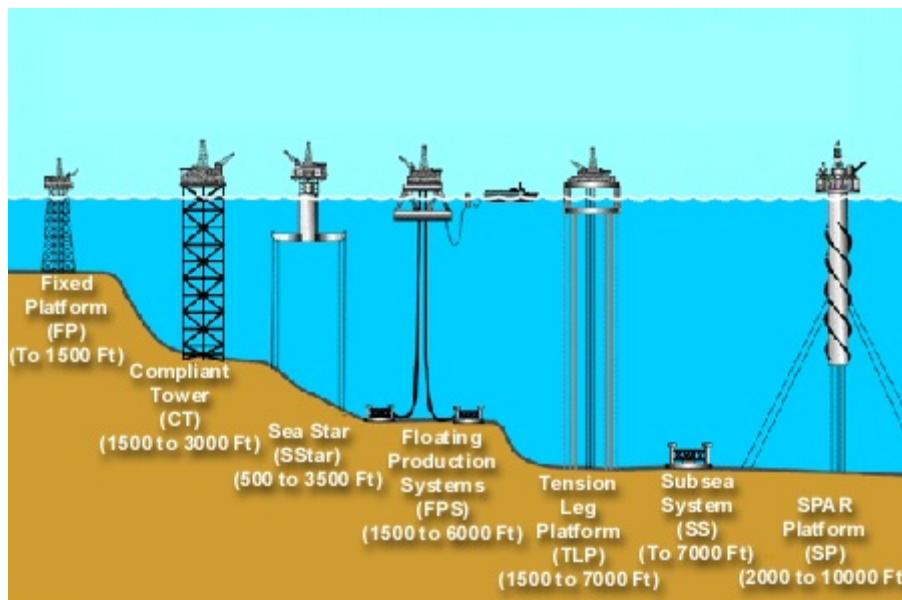 Fixed
Platform
(FP)
(To 1500 Ft)
Compliant
Tower
(CT)
(1500 to 3000 Ft)
Sea Star
(SStar)
(500 to 3500 Ft)
Floating
Production
Systems
(FPS)
(1500 to 6000 Ft)
Tension
Leg
Platform
(TLP)
(1500 to 7000 Ft)
Subsea
System
(SS)
(To 7000 Ft)
SPAR
Platform
(SP)
(2000 to 10000 Ft)